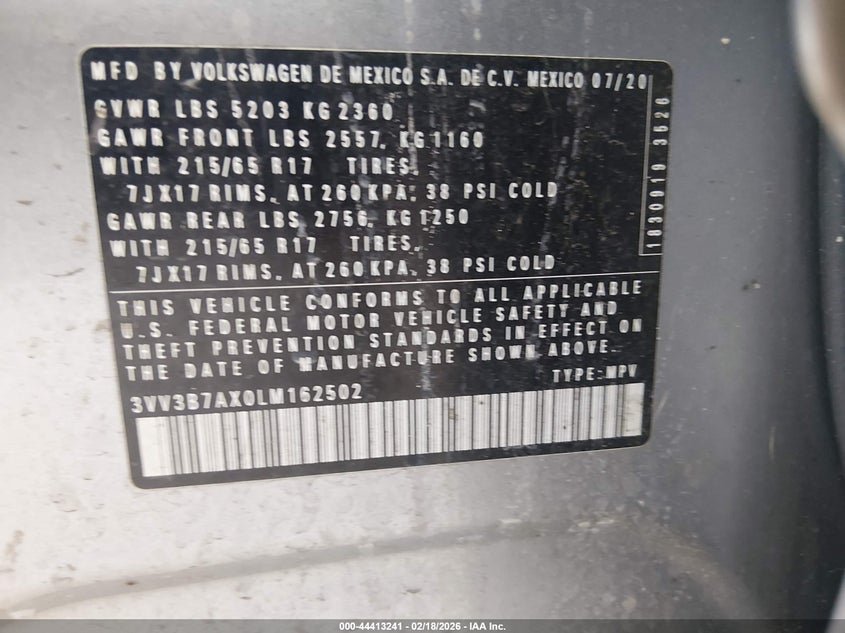 MFD BY VOLKSWAGEN DE MEXICO S.A. DE C.V. MEXICO 07/20
GVWR LBS 5203 KG 2360
GAWR FRONT LBS 2557, KG 1160
WITH 215/65 R17 TIRES,
7JX17 RIMS, AT 260 KPA, 38 PSI COLD
GAWR REAR LBS 2756, KG 1250
WITH 215/65 R17 TIRES,
7JX17 RIMS, AT 260 KPA, 38 PSI COLD
1830019 3526
THIS VEHICLE CONFORMS TO ALL APPLICABLE
U.S. FEDERAL MOTOR VEHICLE SAFETY AND
THEFT PREVENTION STANDARDS IN EFFECT ON
THE DATE OF MANUFACTURE SHOWN ABOVE.
3VV3B7AX0LM162502 TYPE: MPV
000-44413241 - 02/18/2026 - IAA Inc.